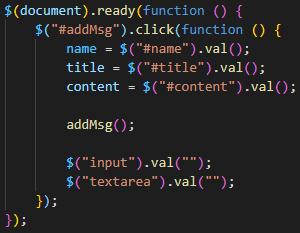 $(document).ready(function () {
    $("#addMsg").click(function () {
        name = $("#name").val();
        title = $("#title").val();
        content = $("#content").val();

        addMsg();

        $("input").val("");
        $("textarea").val("");
    });
});